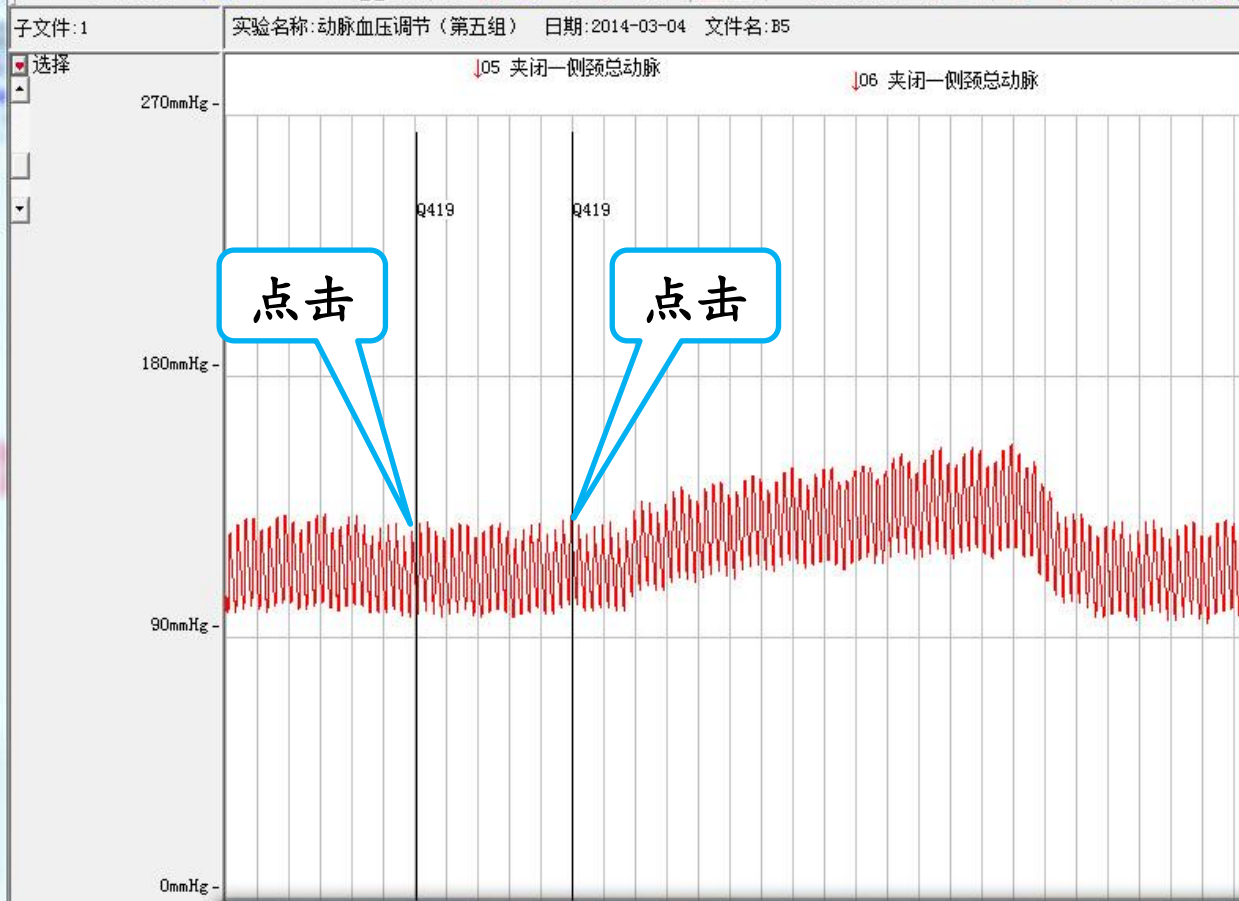 子文件:1
实验名称:动脉血压调节（第五组） 日期:2014-03-04 文件名:B5
选择
↓05 夹闭一侧颈总动脉
↓06 夹闭一侧颈总动脉
270mmHg
Q419
Q419
点击
点击
180mmHg
90mmHg
0mmHg